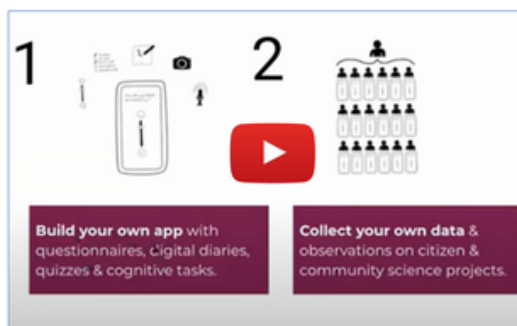 1
2
Build your own app with
questionnaires, digital diaries,
quizzes & cognitive tasks.
Collect your own data &
observations on citizen &
community science projects.